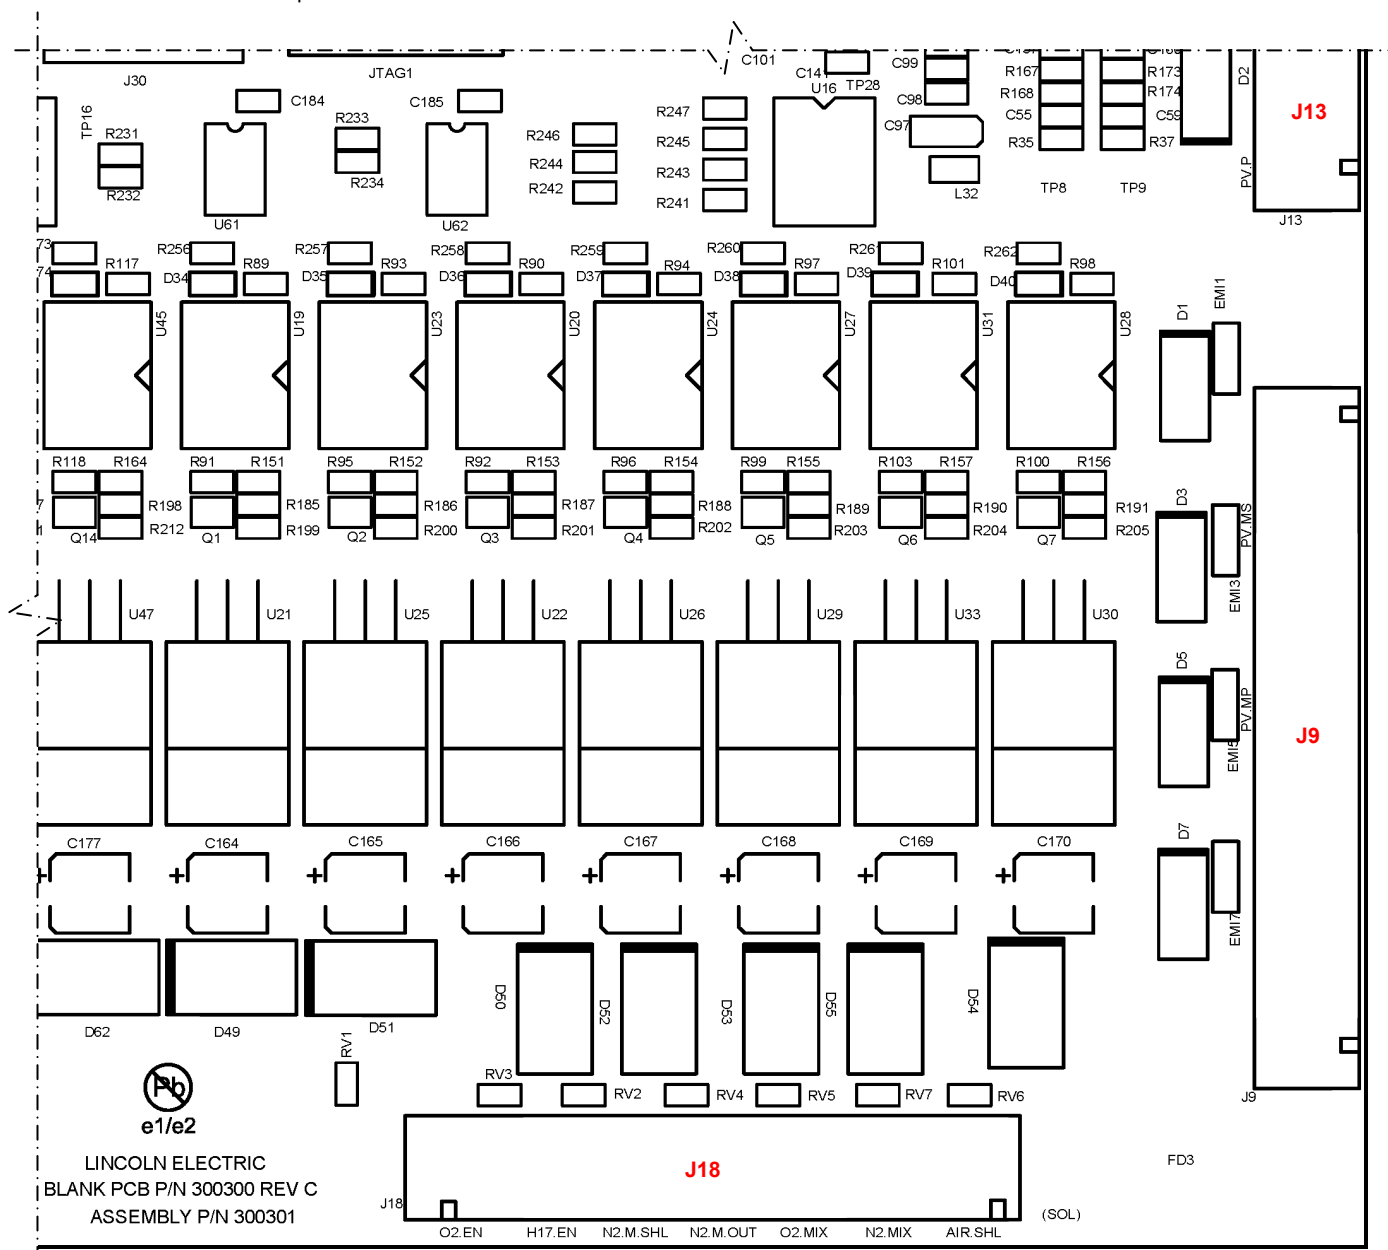 J30
JTAG1
C101
C141
TP28
U16
C99
C98
C97
L32
R167
R168
C55
R35
R173
R174
C59
R37
TP8
TP9
D2
PV.P
J13
J13
TP16
R231
R232
C184
U61
R233
R234
C185
U62
R246
R244
R242
R247
R245
R243
R241
73 R256 R257 R258 R259 R260 R261 R262
74 R117 D34 R89 D35 R93 D36 R90 D37 R94 D38 R97 D39 R101 D40 R98
U45 U19 U23 U20 U24 U27 U31 U28
D1 EMI1
R118 R164 R91 R151 R95 R152 R92 R153 R96 R154 R99 R155 R103 R157 R100 R156
7 R198 R185 R186 R187 R188 R189 R190 R191
1 Q14 R212 Q1 R199 Q2 R200 Q3 R201 Q4 R202 Q5 R203 Q6 R204 Q7 R205
D3 PV.MS
EMI3
U47 U21 U25 U22 U26 U29 U33 U30
D5 PV.MP
EMI5
J9
C177 C164 C165 C166 C167 C168 C169 C170
+ + + + + + + +
D7
EMI7
D62 D49 D51 D50 D52 D53 D55 D54
RV1
RV3 RV2 RV4 RV5 RV7 RV6
J9
Pb
e1/e2
LINCOLN ELECTRIC
BLANK PCB P/N 300300 REV C
ASSEMBLY P/N 300301
J18
J18
FD3
(SOL)
O2.EN H17.EN N2.M.SHL N2.M.OUT O2.MIX N2.MIX AIR.SHL